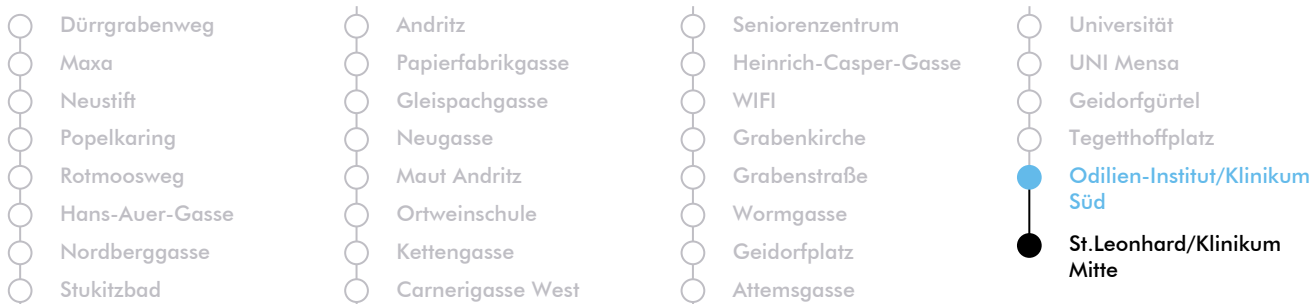 Dürrgrabenweg
Maxa
Neustift
Popelkaring
Rotmoosweg
Hans-Auer-Gasse
Nordberggasse
Stukitzbad
Andritz
Papierfabrikgasse
Gleispachgasse
Neugasse
Maut Andritz
Ortweinschule
Kettengasse
Carnerigasse West
Seniorenzentrum
Heinrich-Casper-Gasse
WIFI
Grabenkirche
Grabenstraße
Wormgasse
Geidorfplatz
Attemsgasse
Universität
UNI Mensa
Geidorfgürtel
Tegetthoffplatz
Odilien-Institut/Klinikum
Süd
St.Leonhard/Klinikum
Mitte